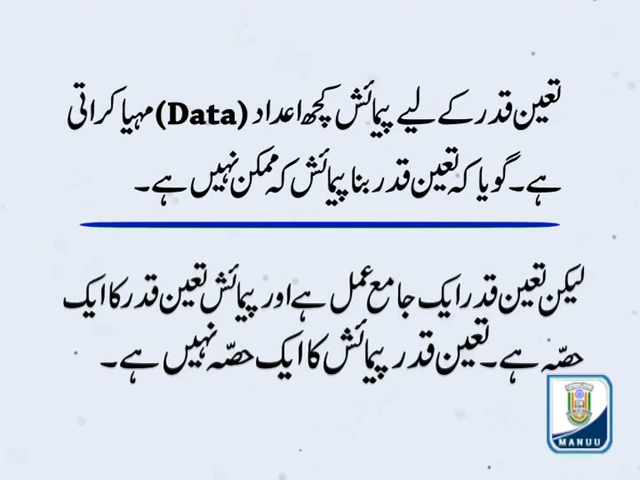 تعین قدر کے لیے پیمائش کچھ اعداد (Data) مہیا کراتی
ہے۔ گویا کہ تعین قدر بنا پیمائش کہ ممکن نہیں ہے۔
لیکن تعین قدر ایک جامع عمل ہے اور پیمائش تعین قدر کا ایک
حصّہ ہے۔ تعین قدر پیمائش کا ایک حصّہ نہیں ہے۔
MANUU